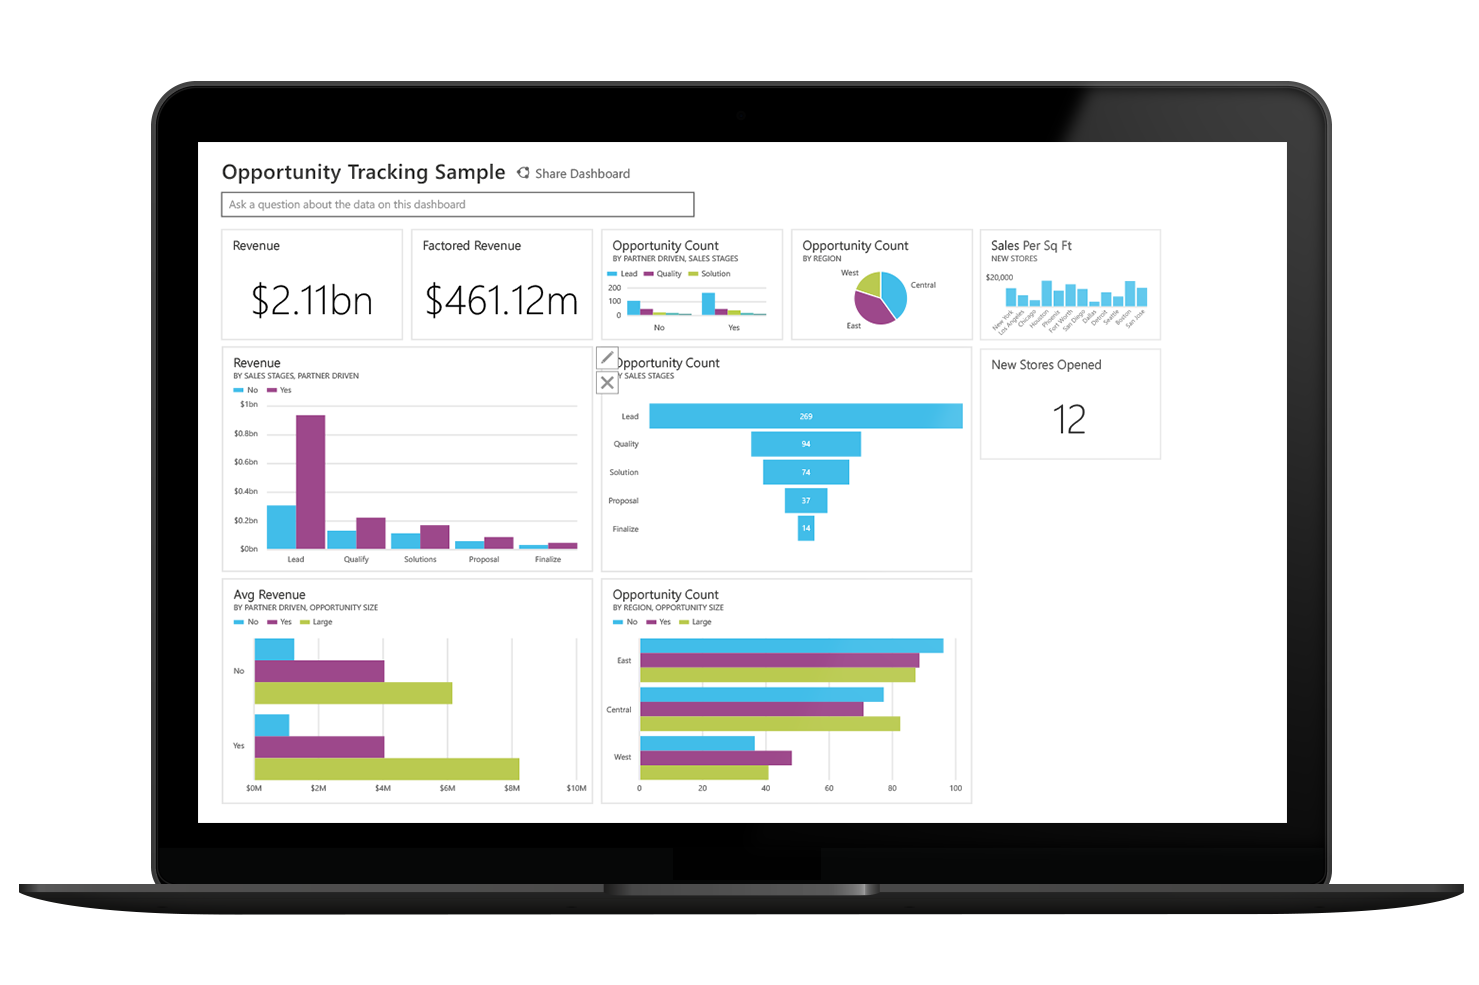 Opportunity Tracking Sample Share Dashboard
Ask a question about the data on this dashboard
Revenue
$2.11bn
Factored Revenue
$461.12m
Opportunity Count
BY PARTNER DRIVEN, SALES STAGES
Lead Quality Solution
200
100
0
No Yes
Opportunity Count
BY REGION
West
Central
East
Sales Per Sq Ft
NEW STORES
$20,000
New York Los Angeles Chicago Houston Phoenix Fort Worth San Diego Dallas Detroit Seattle Boston San Jose
Revenue
BY SALES STAGES, PARTNER DRIVEN
No Yes
$1bn
$0.8bn
$0.6bn
$0.4bn
$0.2bn
$0bn
Lead Qualify Solutions Proposal Finalize
Opportunity Count
BY SALES STAGES
Lead 269
Quality 94
Solution 74
Proposal 37
Finalize 14
New Stores Opened
12
Avg Revenue
BY PARTNER DRIVEN, OPPORTUNITY SIZE
No Yes Large
No
Yes
$0M $2M $4M $6M $8M $10M
Opportunity Count
BY REGION, OPPORTUNITY SIZE
No Yes Large
East
Central
West
0 20 40 60 80 100